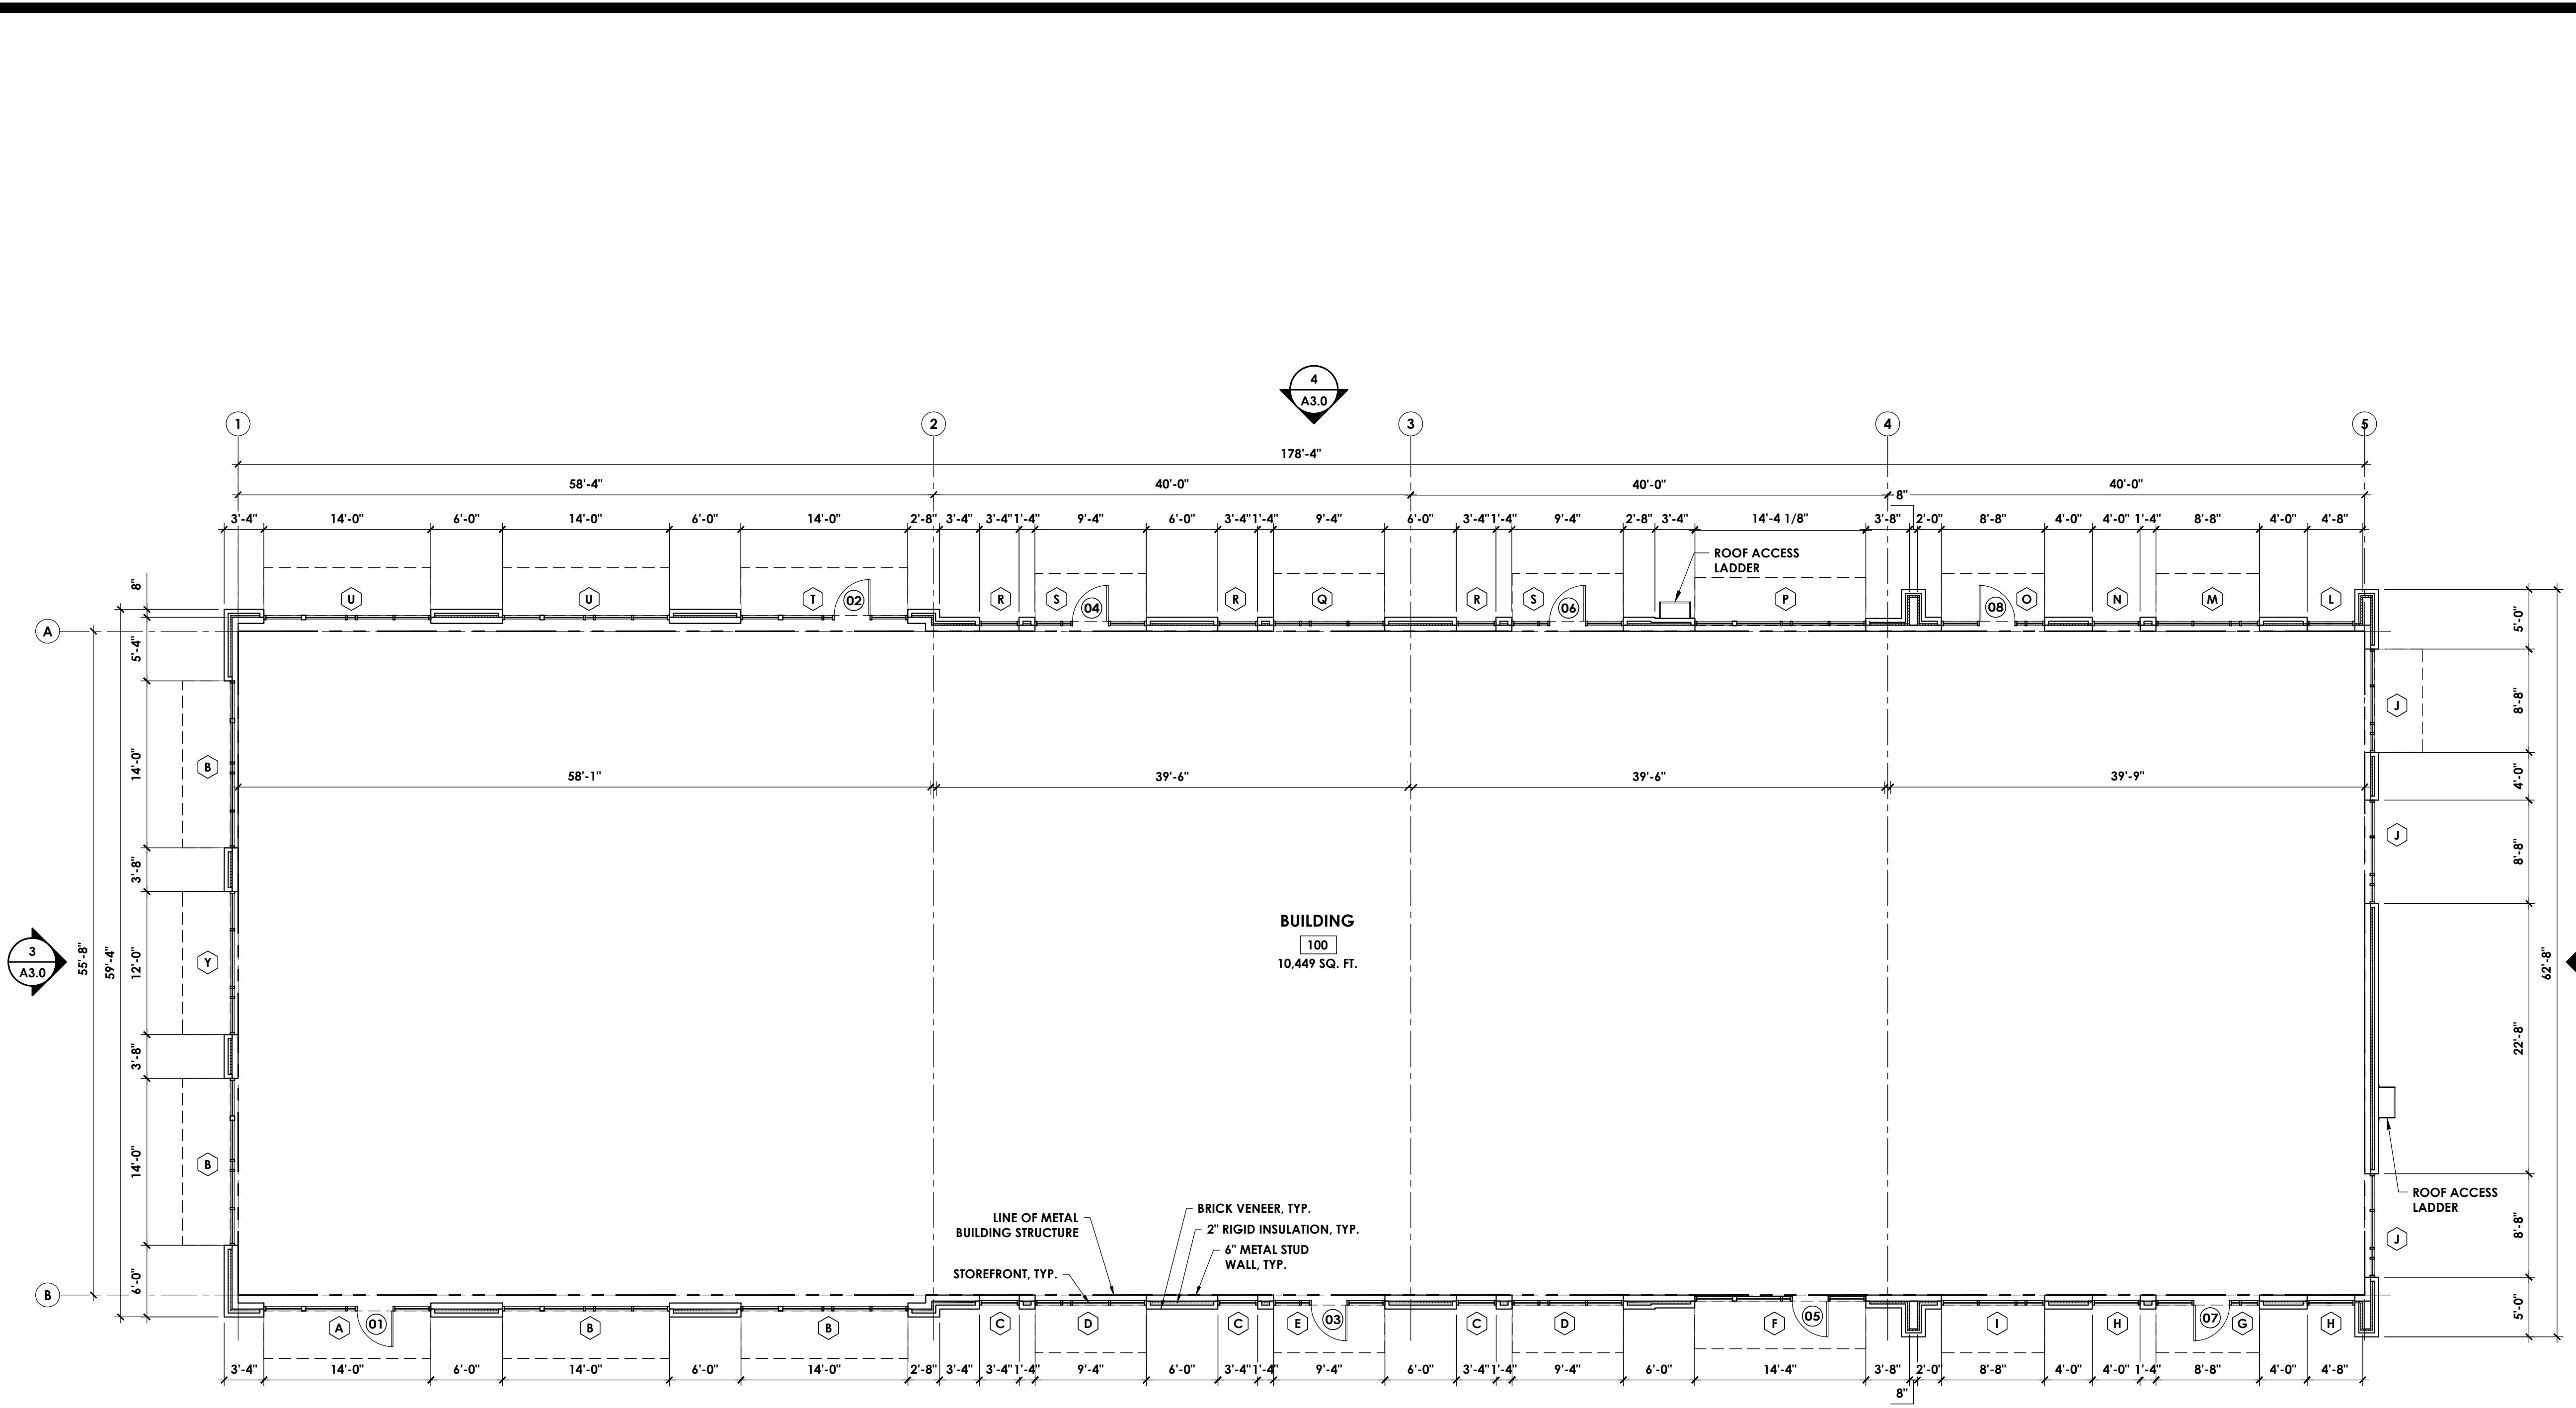 4
A3.0
1
2
3
4
5
178'-4"
58'-4"
40'-0"
40'-0"
8"
40'-0"
3'-4"
14'-0"
6'-0"
14'-0"
6'-0"
14'-0"
2'-8"
3'-4"
3'-4"
1'-4"
9'-4"
6'-0"
3'-4"
1'-4"
9'-4"
6'-0"
3'-4"
1'-4"
9'-4"
2'-8"
3'-4"
14'-4 1/8"
3'-8"
2'-0"
8'-8"
4'-0"
4'-0"
1'-4"
8'-8"
4'-0"
4'-8"
ROOF ACCESS
LADDER
8"
U
U
T
02
R
S
04
R
Q
R
S
06
P
08
O
N
M
L
A
5'-4"
5'-0"
J
8'-8"
B
14'-0"
58'-1"
39'-6"
39'-6"
39'-9"
4'-0"
J
8'-8"
3'-8"
BUILDING
100
10,449 SQ. FT.
3
A3.0
55'-8"
59'-4"
12'-0"
Y
62'-8"
22'-8"
3'-8"
14'-0"
B
ROOF ACCESS
LADDER
J
8'-8"
BRICK VENEER, TYP.
LINE OF METAL
BUILDING STRUCTURE
2" RIGID INSULATION, TYP.
6" METAL STUD
WALL, TYP.
STOREFRONT, TYP.
6'-0"
B
5'-0"
A
01
B
B
C
D
C
E
03
C
D
F
05
I
H
07
G
H
3'-4"
14'-0"
6'-0"
14'-0"
6'-0"
14'-0"
2'-8"
3'-4"
3'-4"
1'-4"
9'-4"
6'-0"
3'-4"
1'-4"
9'-4"
6'-0"
3'-4"
1'-4"
9'-4"
6'-0"
14'-4"
3'-8"
2'-0"
8'-8"
4'-0"
4'-0"
1'-4"
8'-8"
4'-0"
4'-8"
8"